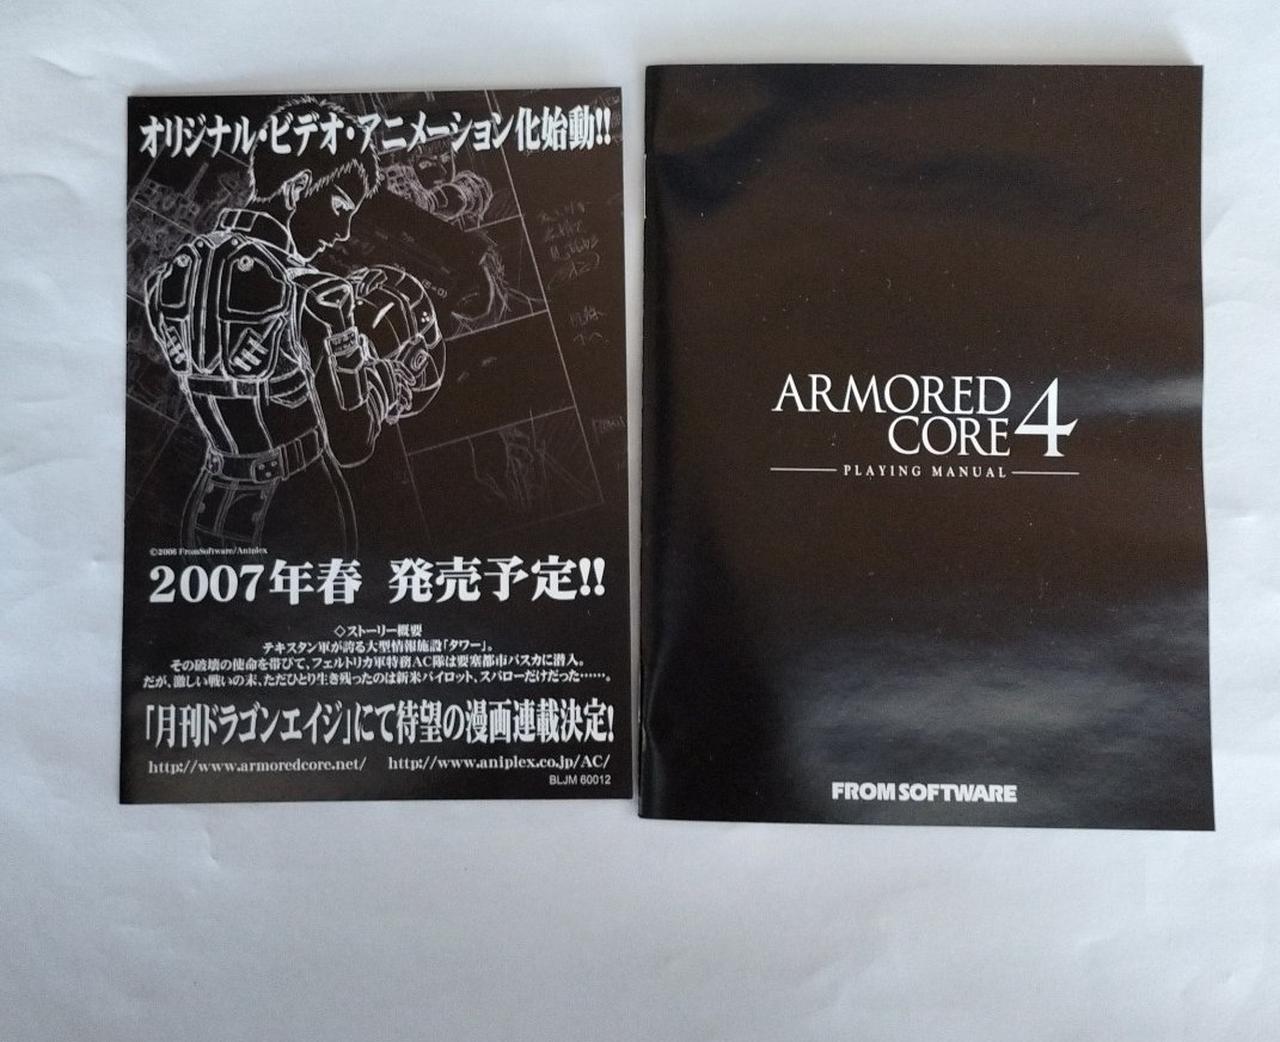 オリジナル・ビデオ・アニメーション化始動!!
(S=0)
©2006 FromSoftware/Aniplex
2007年春 発売予定!!
◇ストーリー概要
テキスタン軍が誇る大型情報施設「タワー」。
その破壊の使命を帯びて、フェルトリカ軍特務AC隊は要塞都市バスカに潜入。
だが、激しい戦いの末、ただひとり生き残ったのは新米パイロット、スパローだけだった……。
「月刊ドラゴンエイジ」にて待望の漫画連載決定!
http://www.armoredcore.net/ http://www.aniplex.co.jp/AC/
BLJM 60012
ARMORED
CORE 4
PLAYING MANUAL
FROM SOFTWARE